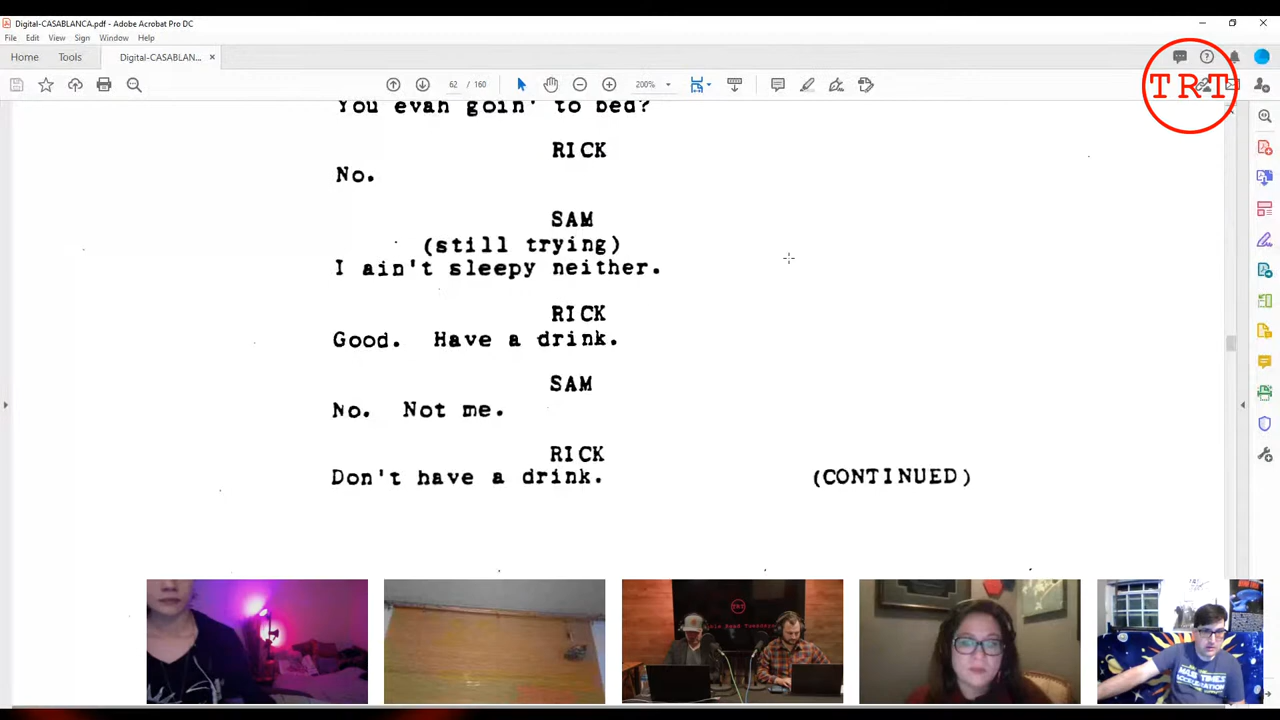 Digital-CASABLANCA.pdf - Adobe Acrobat Pro DC
File Edit View Sign Window Help
Home Tools Digital-CASABLAN... ×
62 / 160 200%
TRT
You evah goin' to bed?
RICK
No.
SAM
(still trying)
I ain't sleepy neither.
RICK
Good. Have a drink.
SAM
No. Not me.
RICK
Don't have a drink. (CONTINUED)
TRT